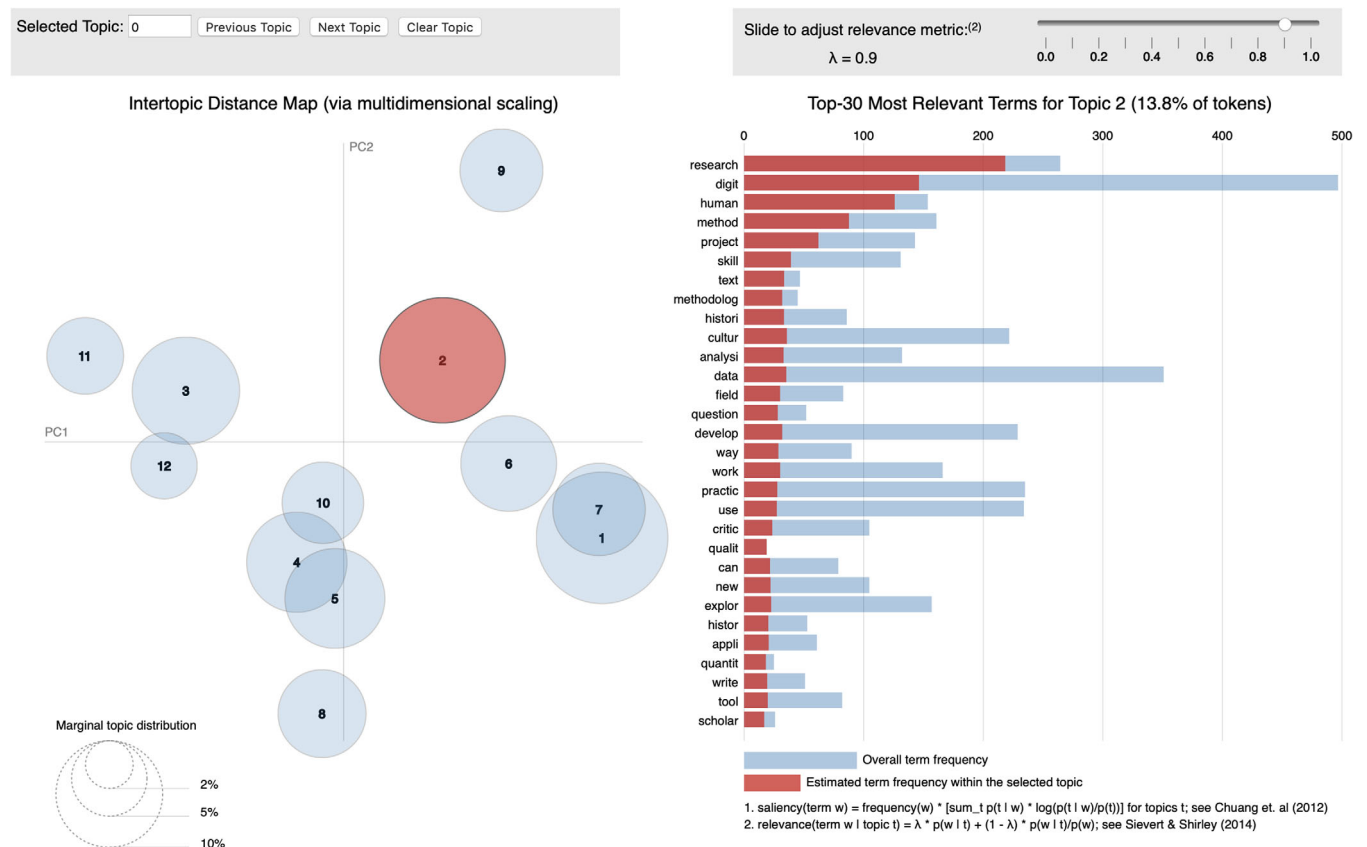 Selected Topic: 0 Previous Topic Next Topic Clear Topic
Slide to adjust relevance metric:(2)
λ = 0.9
0.0 0.2 0.4 0.6 0.8 1.0
Intertopic Distance Map (via multidimensional scaling)
PC2
PC1
9
2
11
3
12
6
10
7
1
4
5
8
Marginal topic distribution
2%
5%
10%
Top-30 Most Relevant Terms for Topic 2 (13.8% of tokens)
0 100 200 300 400 500
research
digit
human
method
project
skill
text
methodolog
histori
cultur
analysi
data
field
question
develop
way
work
practic
use
critic
qualit
can
new
explor
histor
appli
quantit
write
tool
scholar
Overall term frequency
Estimated term frequency within the selected topic
1. saliency(term w) = frequency(w) * [sum_t p(t | w) * log(p(t | w)/p(t))] for topics t; see Chuang et. al (2012)
2. relevance(term w | topic t) = λ * p(w | t) + (1 - λ) * p(w | t)/p(w); see Sievert & Shirley (2014)